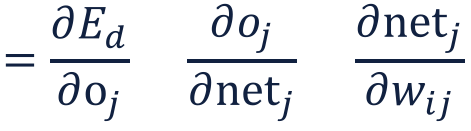 = ∂E_d/∂o_j ∂o_j/∂net_j ∂net_j/∂w_ij